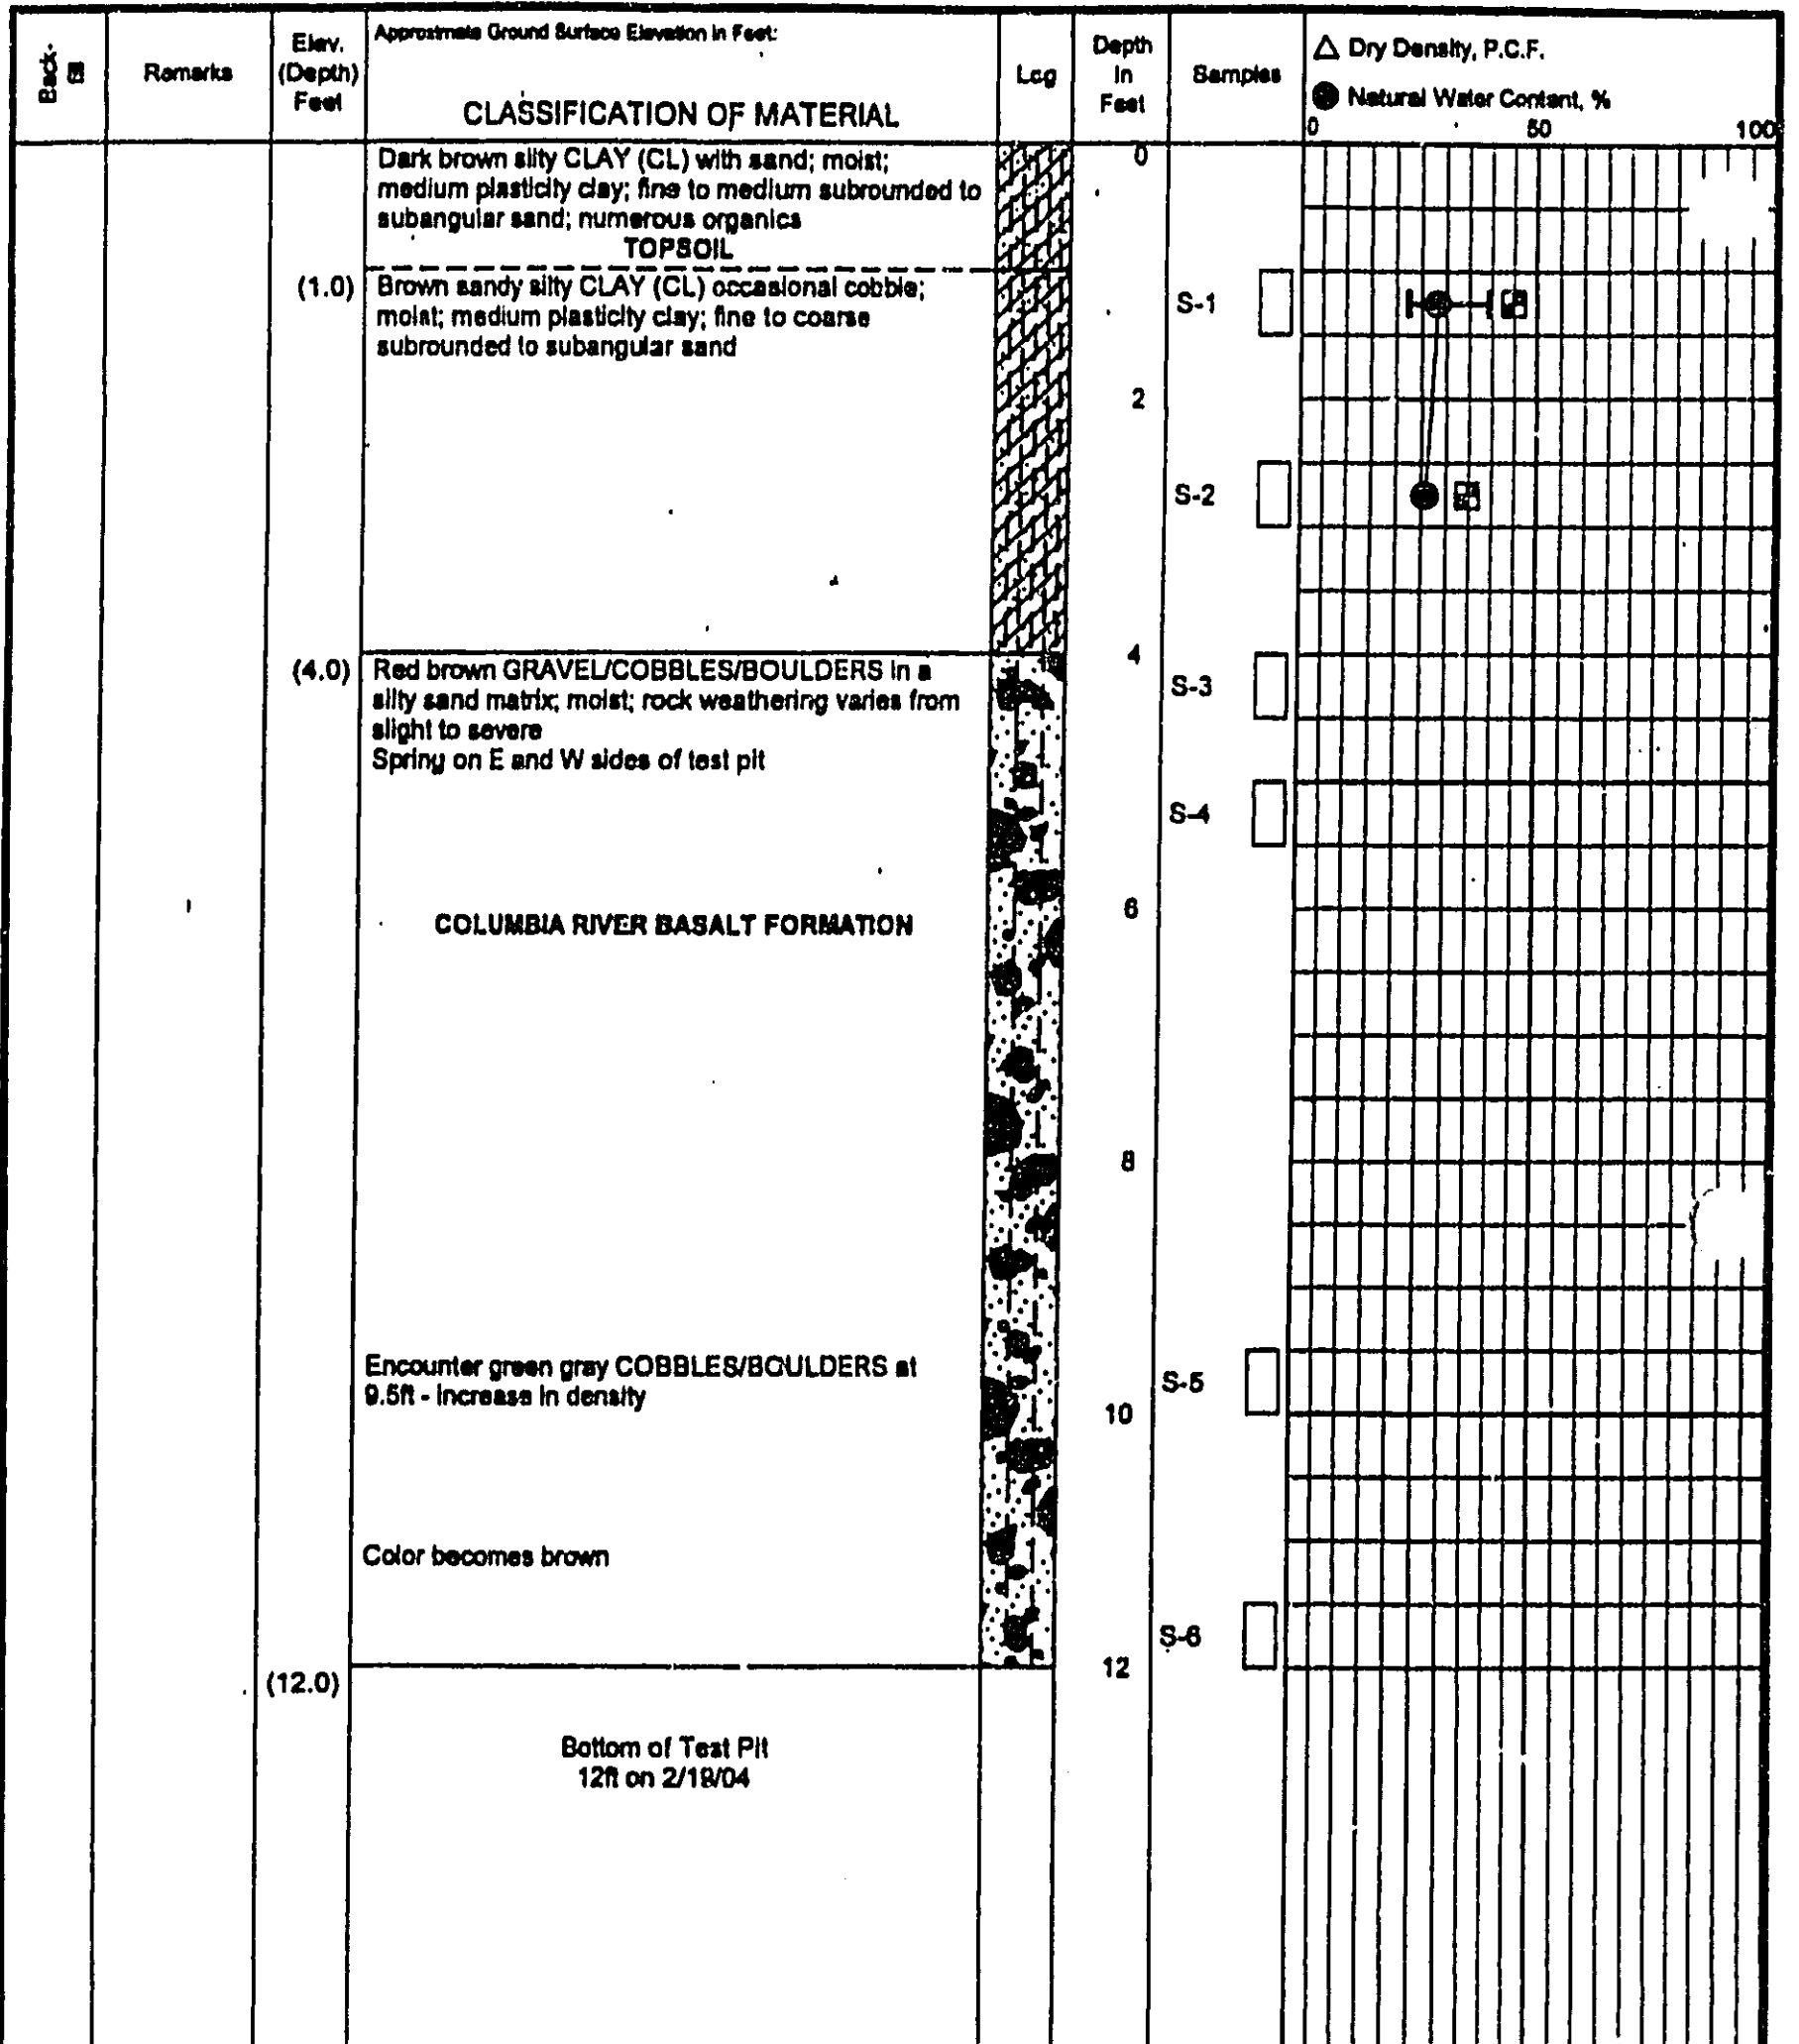 Back-
fill
Remarks
Elev.
(Depth)
Feet
Approximate Ground Surface Elevation in Feet:
CLASSIFICATION OF MATERIAL
Log
Depth
in
Feet
Samples
△ Dry Density, P.C.F.
● Natural Water Content, %
0 50 100
Dark brown silty CLAY (CL) with sand; moist;
medium plasticity clay; fine to medium subrounded to
subangular sand; numerous organics
TOPSOIL
0
(1.0) Brown sandy silty CLAY (CL) occasional cobble;
moist; medium plasticity clay; fine to coarse
subrounded to subangular sand
S-1
2
S-2
4
(4.0) Red brown GRAVEL/COBBLES/BOULDERS in a
silty sand matrix; moist; rock weathering varies from
slight to severe
Spring on E and W sides of test pit
S-3
S-4
6
COLUMBIA RIVER BASALT FORMATION
8
Encounter green gray COBBLES/BOULDERS at
9.5ft - increase in density
S-5
10
Color becomes brown
S-6
12
(12.0)
Bottom of Test Pit
12ft on 2/19/04